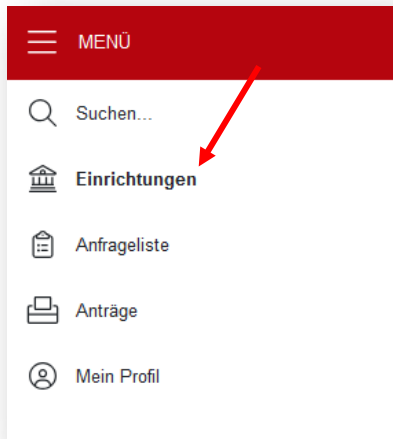 MENÜ
Suchen...
Einrichtungen
Anfrageliste
Anträge
Mein Profil